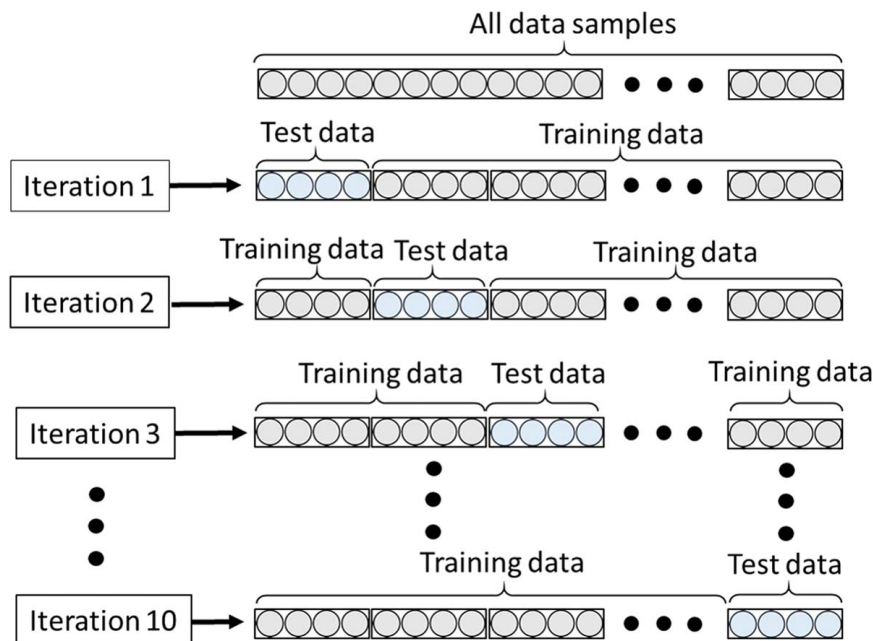 All data samples
Test data
Training data
Iteration 1
Training data
Test data
Training data
Iteration 2
Training data
Test data
Training data
Iteration 3
Training data
Test data
Iteration 10